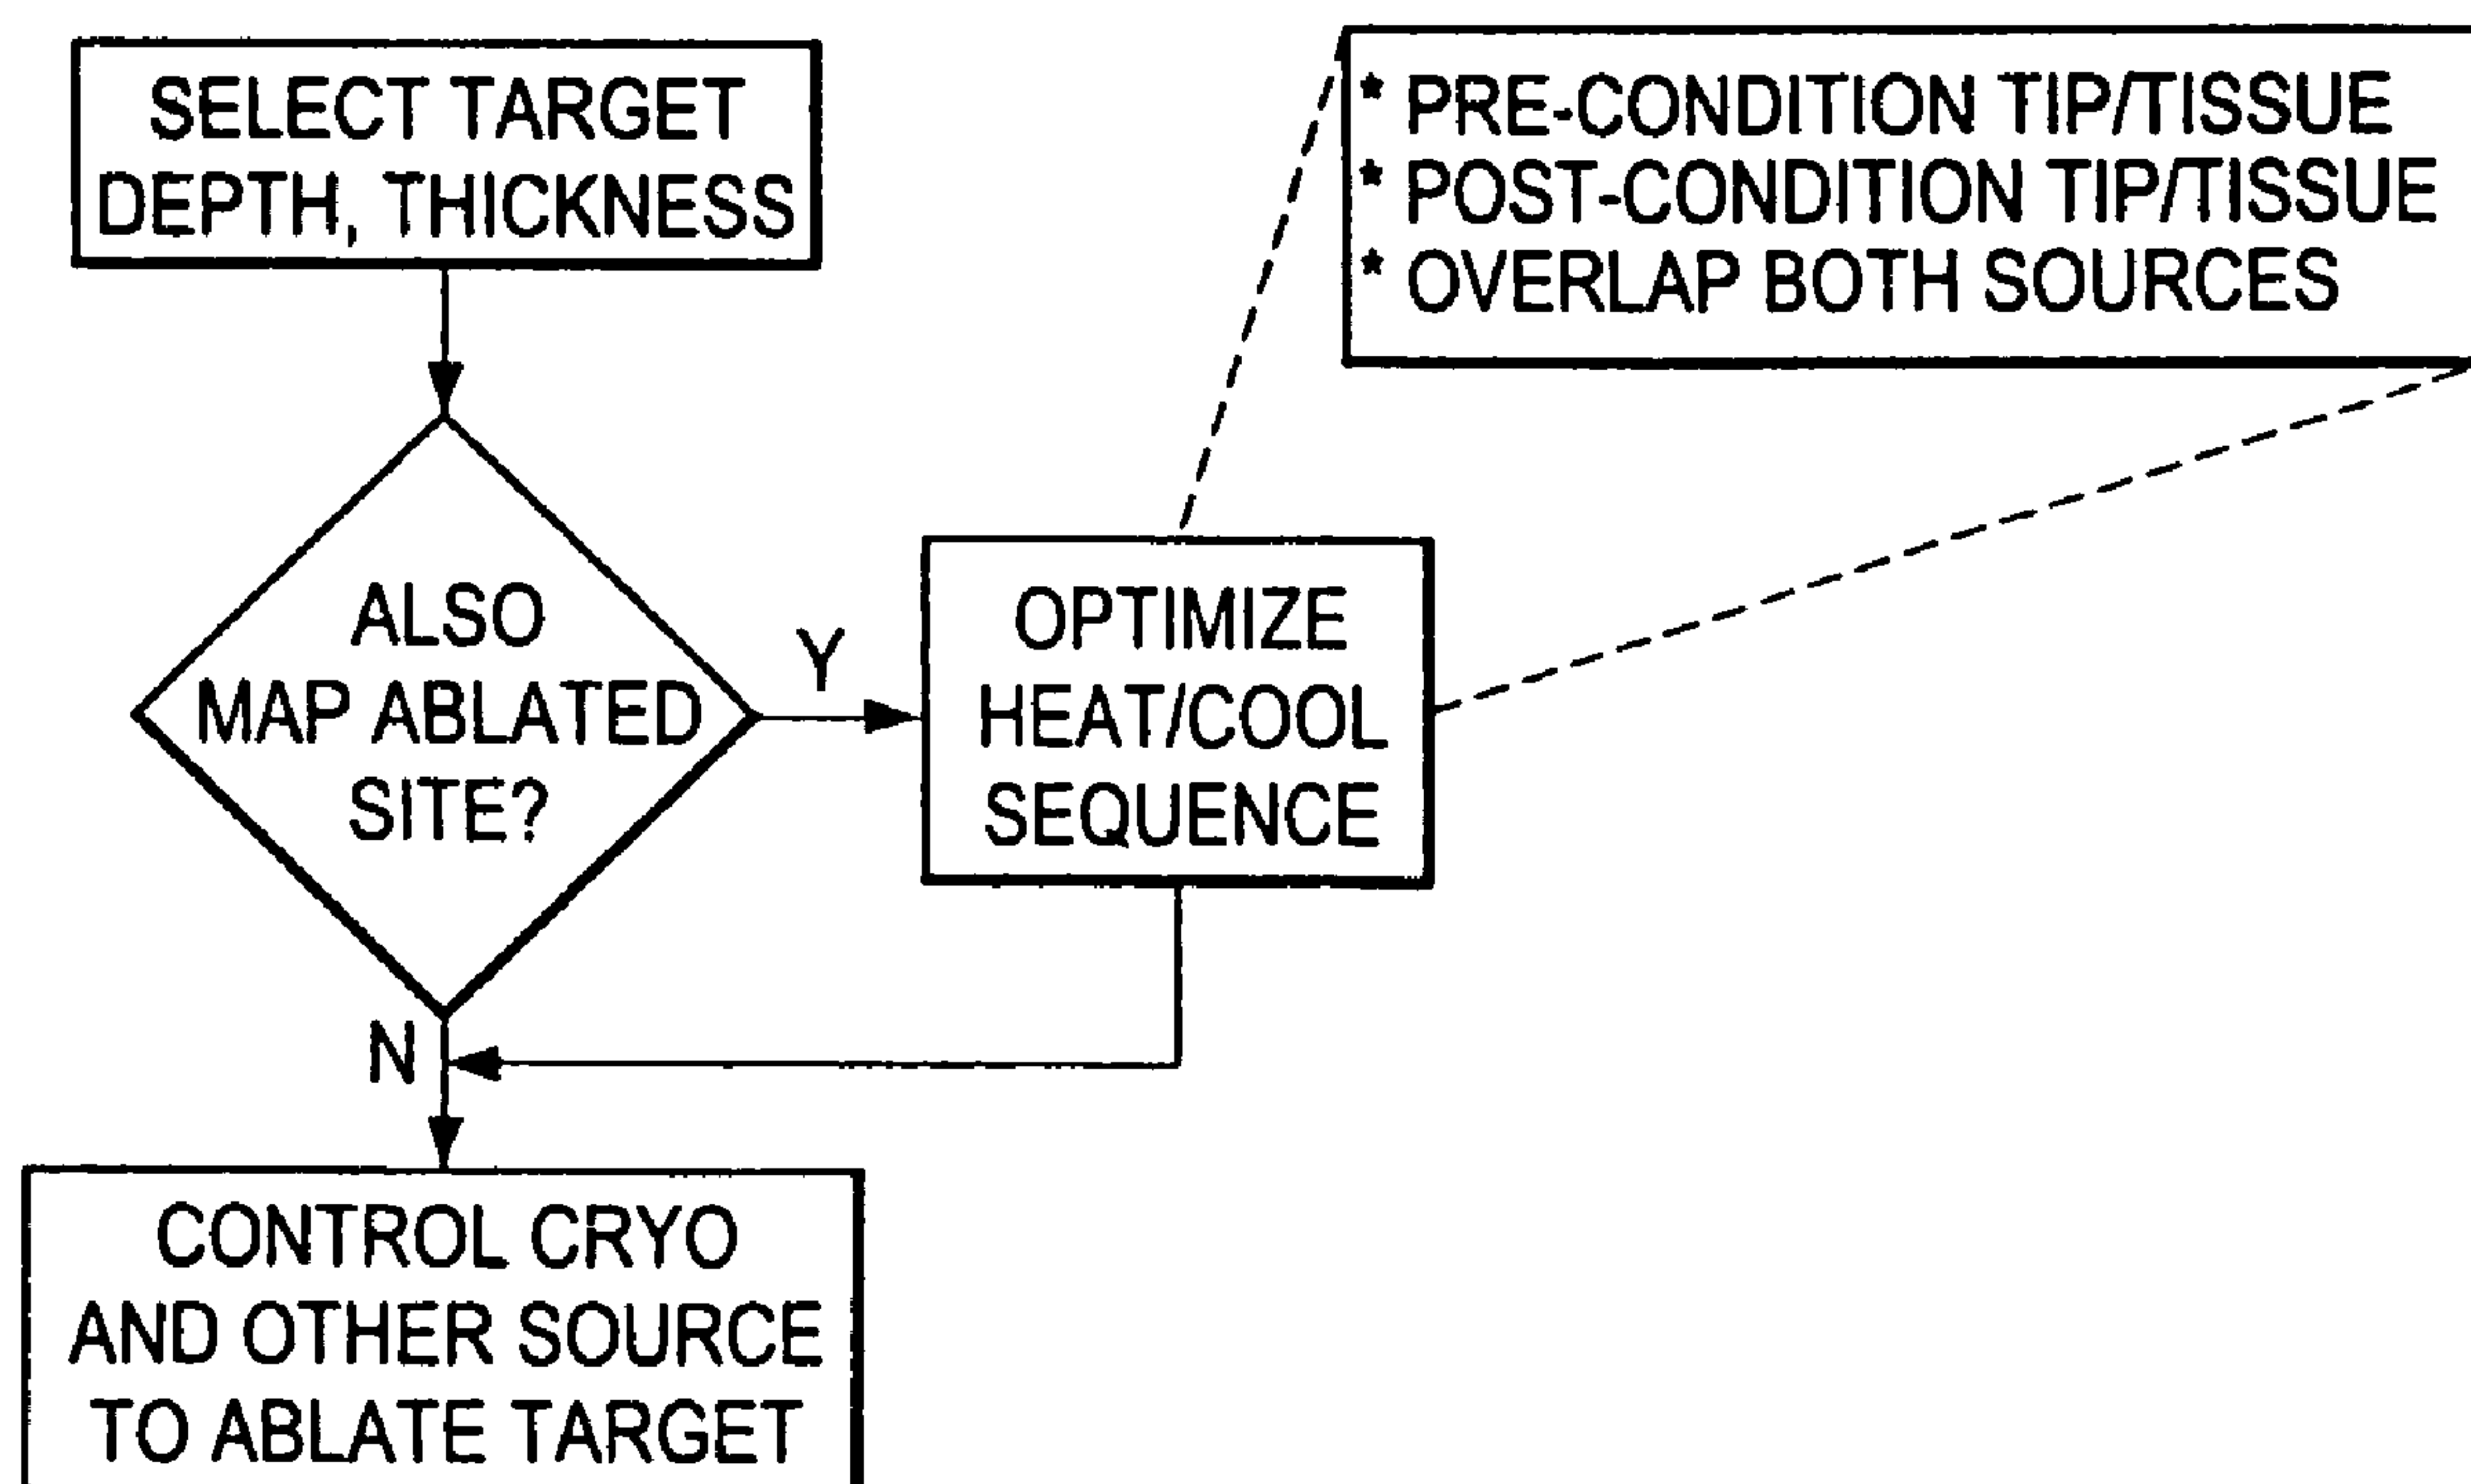 SELECT TARGET
DEPTH, THICKNESS
* PRE-CONDITION TIP/TISSUE
* POST-CONDITION TIP/TISSUE
* OVERLAP BOTH SOURCES
ALSO
MAP ABLATED
SITE?
Y
OPTIMIZE
HEAT/COOL
SEQUENCE
N
CONTROL CRYO
AND OTHER SOURCE
TO ABLATE TARGET